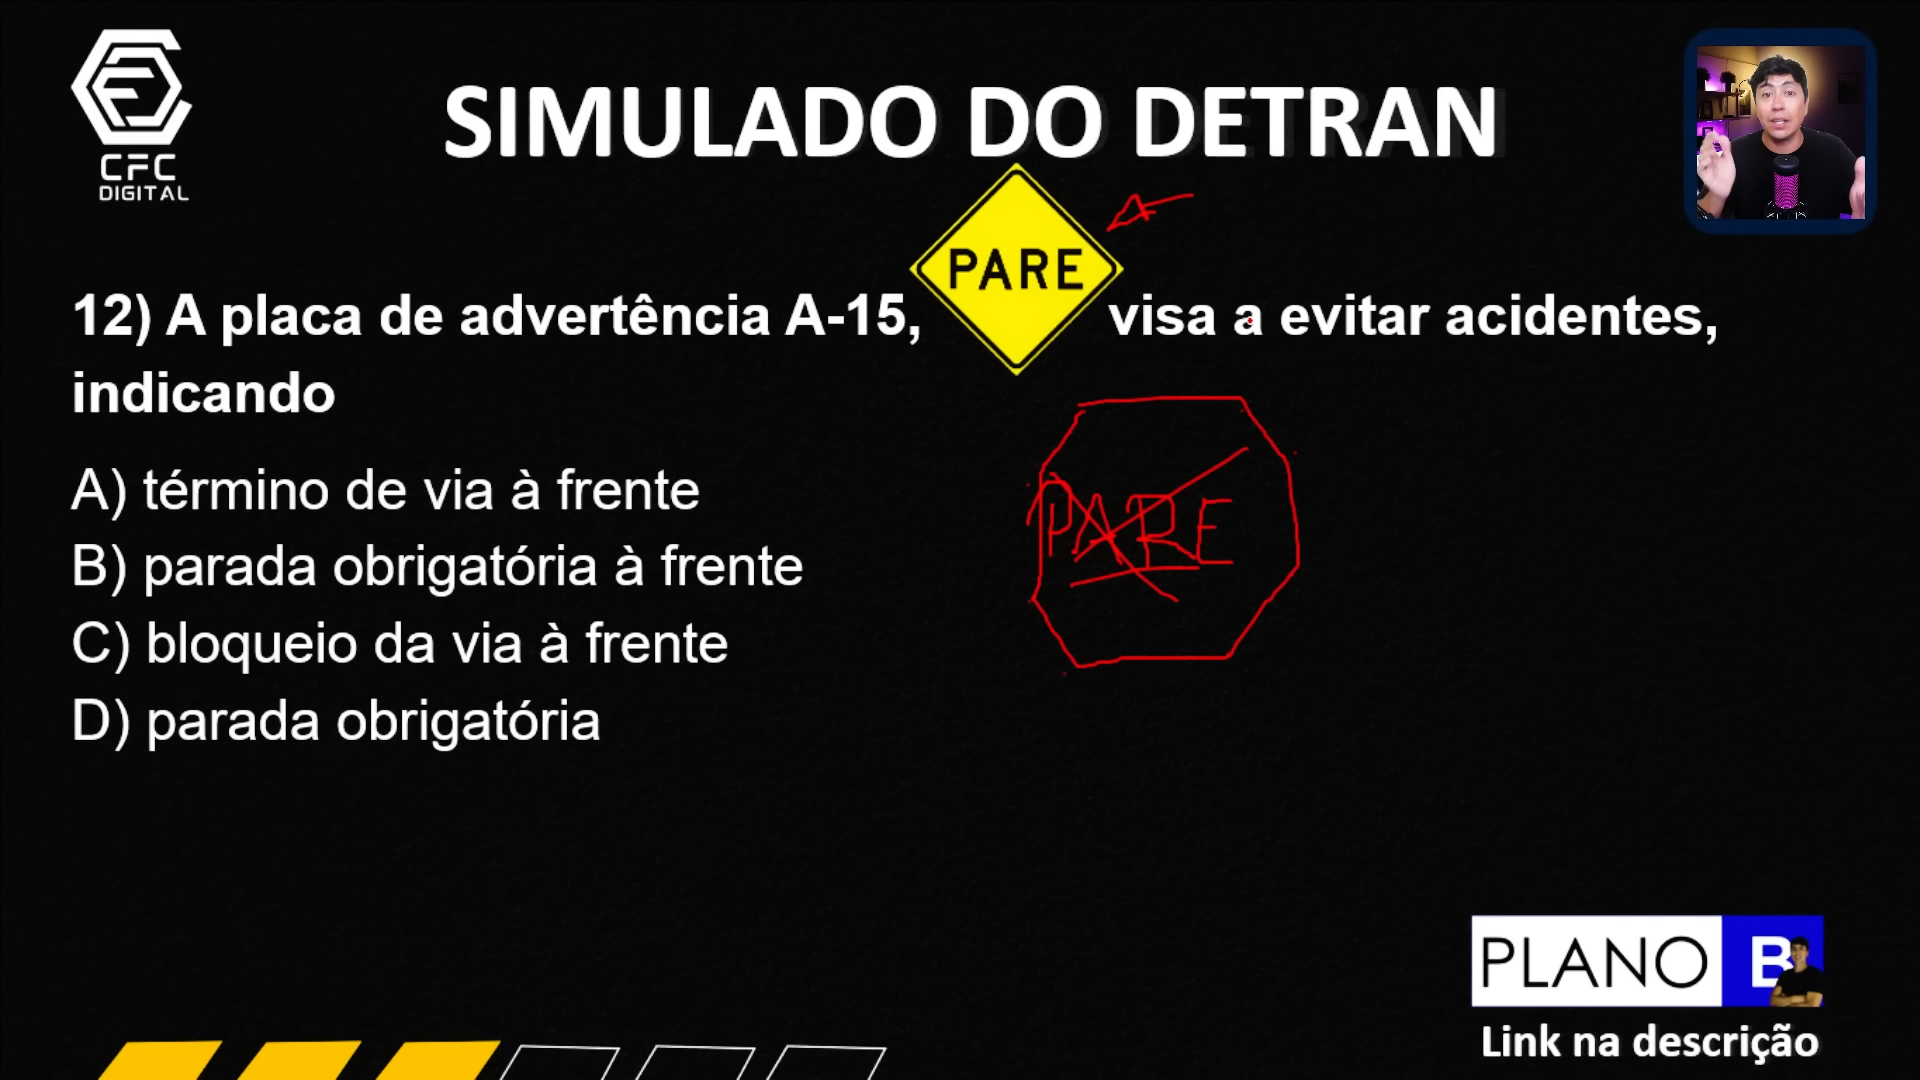 CFC
DIGITAL
SIMULADO DO DETRAN
PARE
12) A placa de advertência A-15, visa a evitar acidentes,
indicando
A) término de via à frente
B) parada obrigatória à frente
C) bloqueio da via à frente
D) parada obrigatória
PARE
PLANO B
Link na descrição